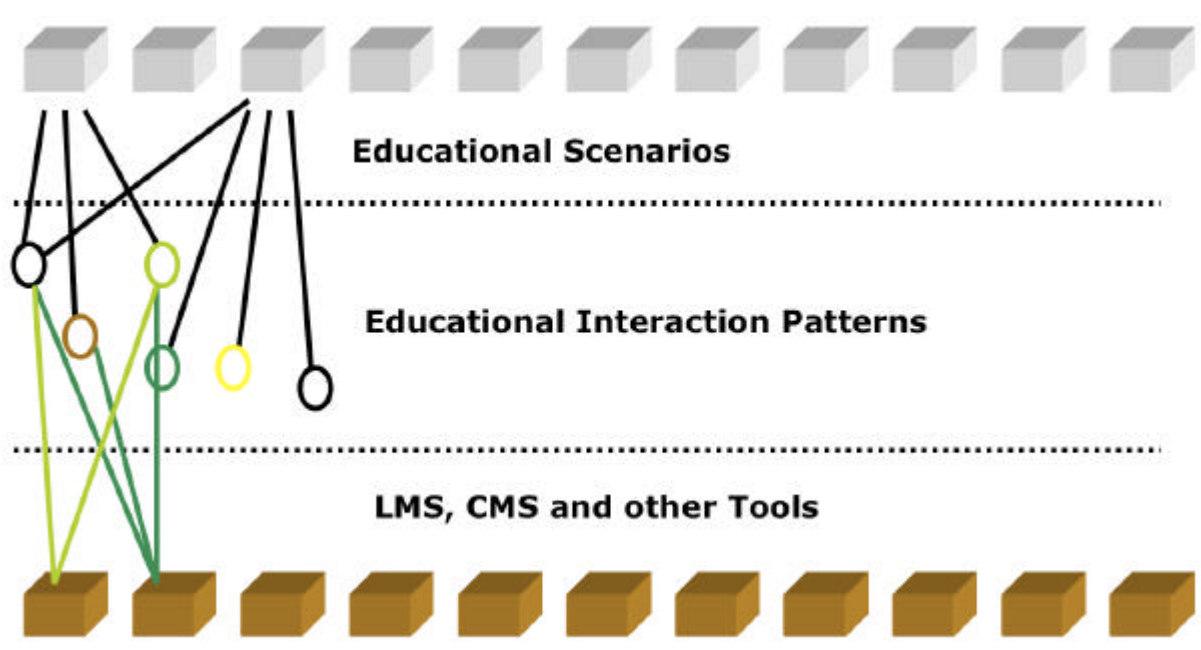 Educational Scenarios
Educational Interaction Patterns
LMS, CMS and other Tools